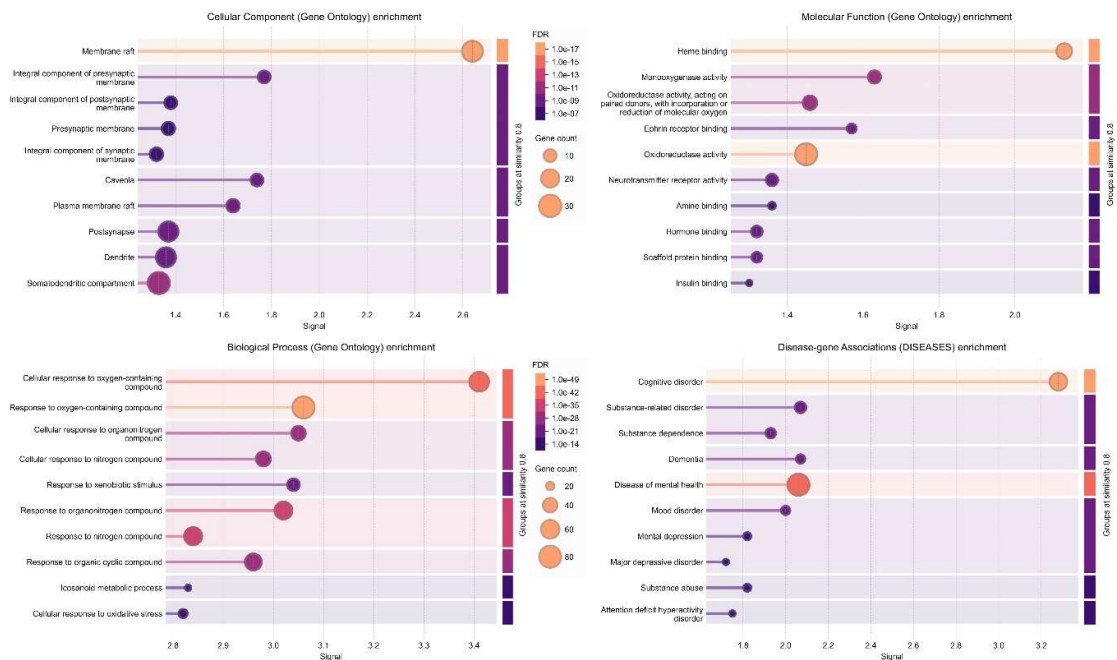 Cellular Component (Gene Ontology) enrichment
Membrane raft
Integral component of presynaptic
membrane
Integral component of postsynaptic
membrane
Presynaptic membrane
Integral component of synaptic
membrane
Caveola
Plasma membrane raft
Postsynapse
Dendrite
Somatodendritic compartment
1.4 1.6 1.8 2.0 2.2 2.4 2.6
Signal
Groups at similarity 0.8
FDR
1.0e-17
1.0e-15
1.0e-13
1.0e-11
1.0e-09
1.0e-07
Gene count
10
20
30
Molecular Function (Gene Ontology) enrichment
Heme binding
Monooxygenase activity
Oxidoreductase activity, acting on
paired donors, with incorporation or
reduction of molecular oxygen
Ephrin receptor binding
Oxidoreductase activity
Neurotransmitter receptor activity
Amine binding
Hormone binding
Scaffold protein binding
Insulin binding
1.4 1.6 1.8 2.0
Signal
Groups at similarity 0.8
Biological Process (Gene Ontology) enrichment
Cellular response to oxygen-containing
compound
Response to oxygen-containing compound
Cellular response to organonitrogen
compound
Cellular response to nitrogen compound
Response to xenobiotic stimulus
Response to organonitrogen compound
Response to nitrogen compound
Response to organic cyclic compound
Icosanoid metabolic process
Cellular response to oxidative stress
2.8 2.9 3.0 3.1 3.2 3.3 3.4
Signal
Groups at similarity 0.8
FDR
1.0e-49
1.0e-42
1.0e-35
1.0e-28
1.0e-21
1.0e-14
Gene count
20
40
60
80
Disease-gene Associations (DISEASES) enrichment
Cognitivo disorder
Substance-related disorder
Substance dependence
Dementia
Disease of mental health
Mood disorder
Mental depression
Major depressive disorder
Substance abuse
Attention deficit hyperactivity
disorder
1.8 2.0 2.2 2.4 2.6 2.8 3.0 3.2
Signal
Groups at similarity 0.8